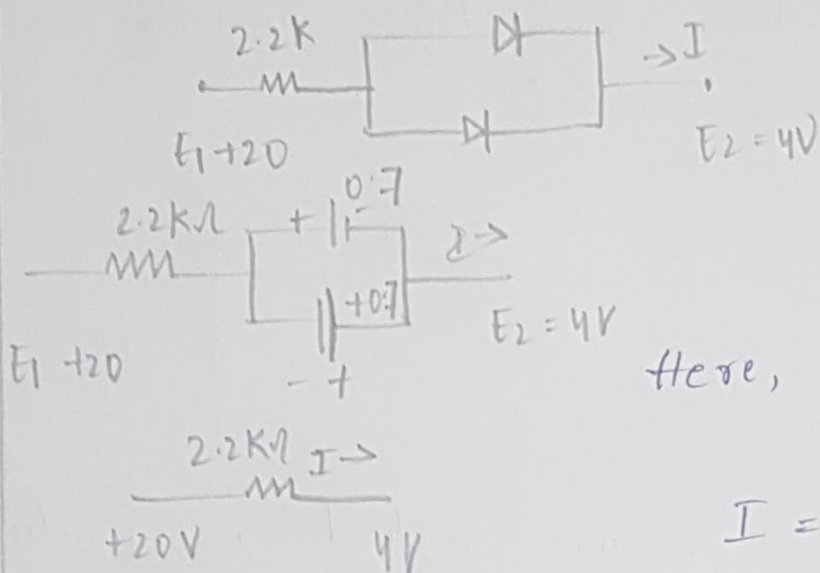 2.2K
→ I
E1 +20
E2 = 4V
0.7
2.2KΩ
+ -
I →
+0.7
E2 = 4V
E1 +20
- +
Here,
2.2KΩ I →
I =
+20V 4V